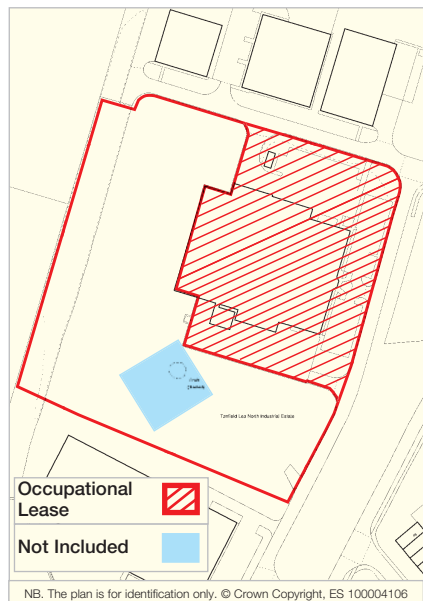 Tanfield Lea North Industrial Estate
Occupational
Lease
Not Included
NB. The plan is for identification only. © Crown Copyright, ES 100004106